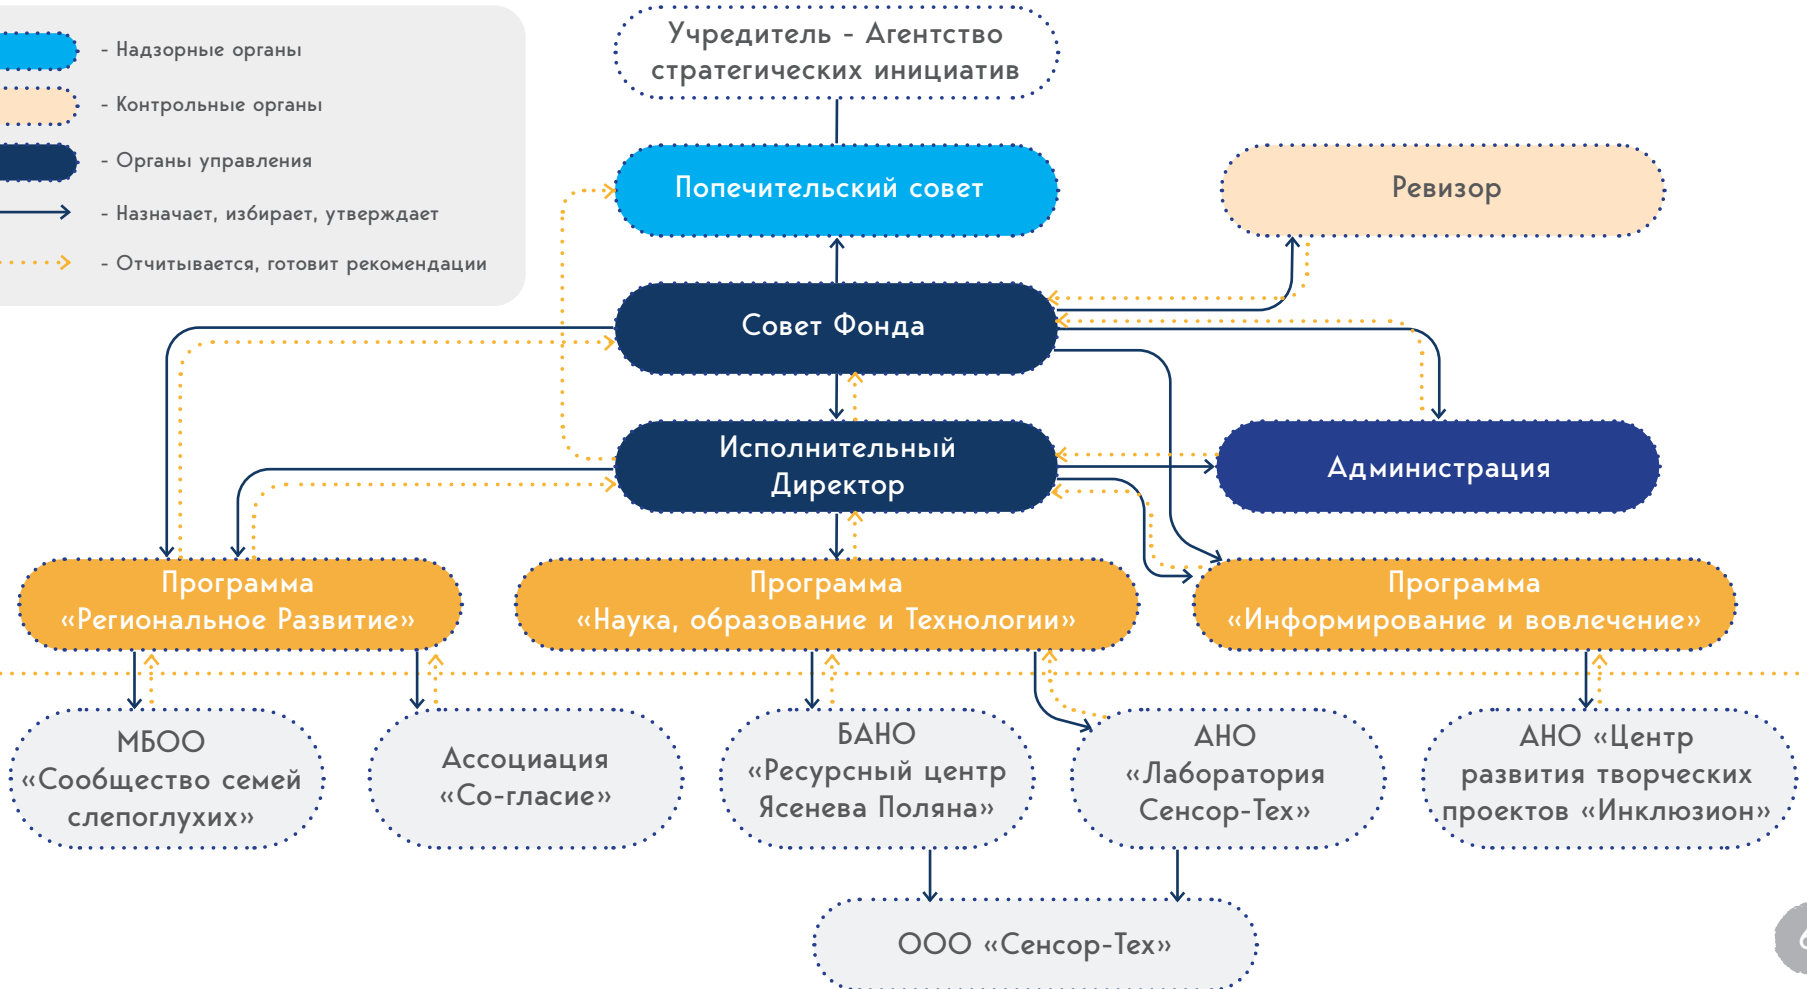 - Надзорные органы
- Контрольные органы
- Органы управления
- Назначает, избирает, утверждает
- Отчитывается, готовит рекомендации
Учредитель - Агентство
стратегических инициатив
Попечительский совет
Ревизор
Совет Фонда
Исполнительный
Директор
Администрация
Программа
«Региональное Развитие»
Программа
«Наука, образование и Технологии»
Программа
«Информирование и вовлечение»
МБОО
«Сообщество семей
слепоглухих»
Ассоциация
«Со-гласие»
БАНО
«Ресурсный центр
Ясенева Поляна»
АНО
«Лаборатория
Сенсор-Тех»
АНО «Центр
развития творческих
проектов «Инклюзион»
ООО «Сенсор-Тех»